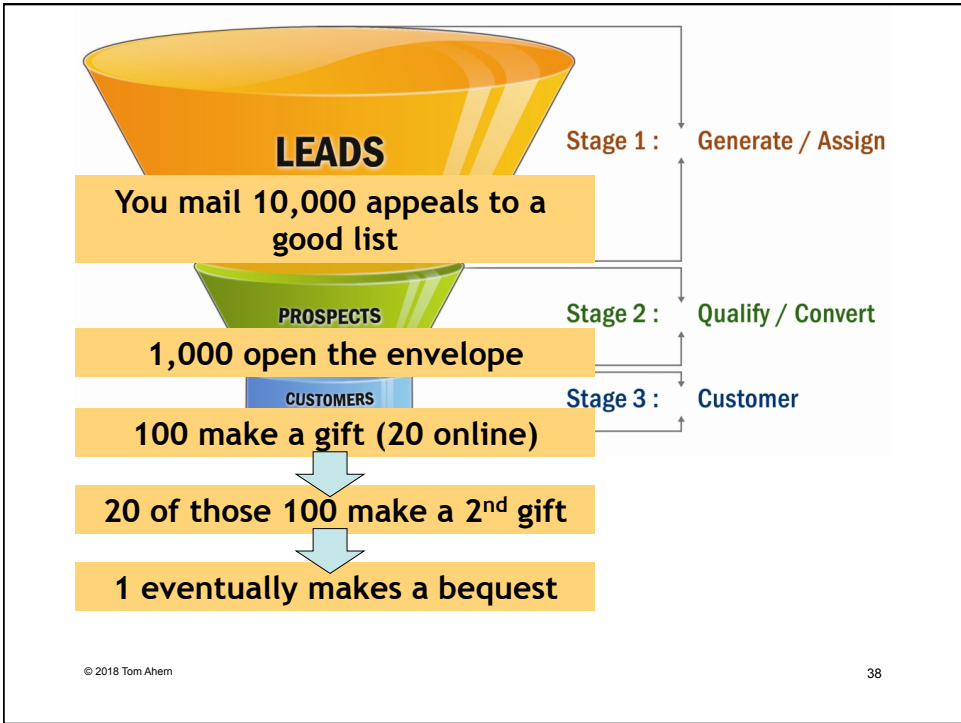 LEADS
Stage 1 : Generate / Assign
You mail 10,000 appeals to a
good list
PROSPECTS
Stage 2 : Qualify / Convert
1,000 open the envelope
CUSTOMERS
Stage 3 : Customer
100 make a gift (20 online)
20 of those 100 make a 2nd gift
1 eventually makes a bequest
© 2018 Tom Ahern
38